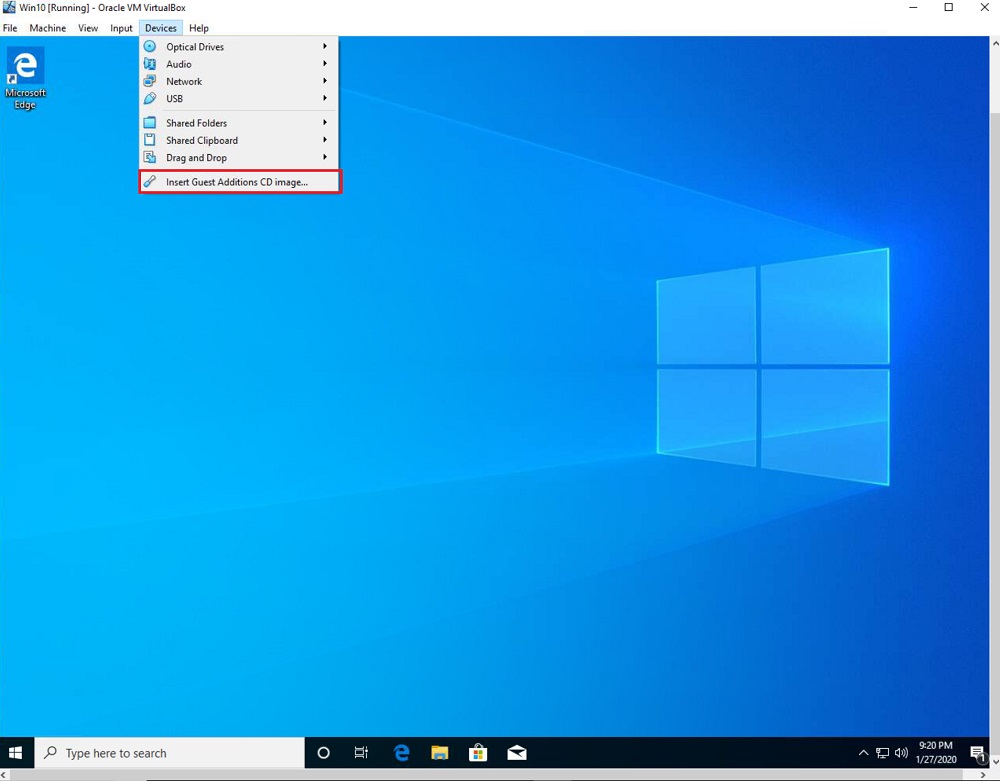 Win10 [Running] - Oracle VM VirtualBox
File Machine View Input Devices Help
Optical Drives
Audio
Network
USB
Shared Folders
Shared Clipboard
Drag and Drop
Insert Guest Additions CD image...
Microsoft
Edge
Type here to search
9:20 PM
1/27/2020
1